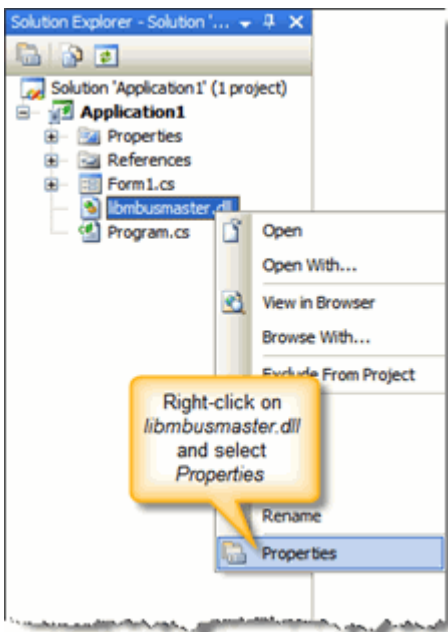 Solution Explorer - Solution '...
Solution 'Application1' (1 project)
Application1
Properties
References
Form1.cs
libmbusmaster.dll
Program.cs
Open
Open With...
View in Browser
Browse With...
Exclude From Project
Right-click on
libmbusmaster.dll
and select
Properties
Rename
Properties